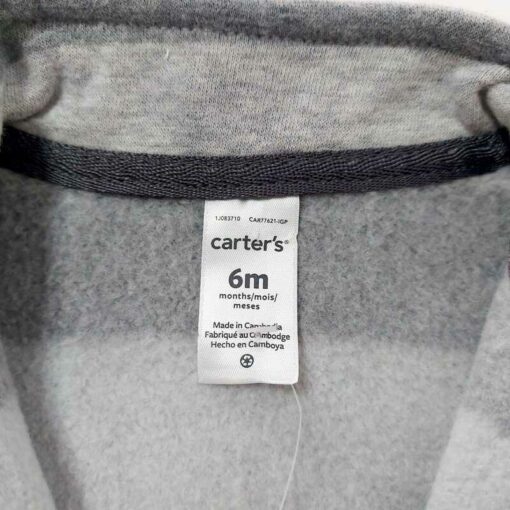 1J083710 CAR77621-IGP
carter's®
6m
months/mois/
meses
Made in Cambodia
Fabriqué au Cambodge
Hecho en Camboya